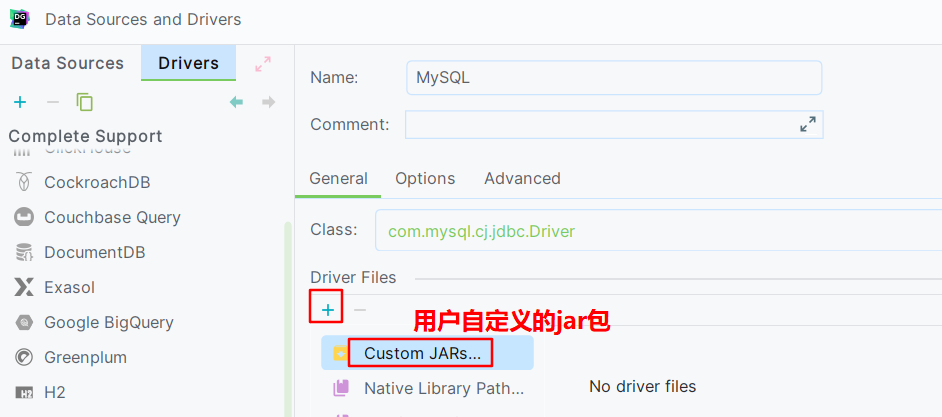 Data Sources and Drivers
Data Sources
Drivers
Complete Support
ClickHouse
CockroachDB
Couchbase Query
DocumentDB
Exasol
Google BigQuery
Greenplum
H2
Name:
MySQL
Comment:
General
Options
Advanced
Class:
com.mysql.cj.jdbc.Driver
Driver Files
用户自定义的jar包
Custom JARs...
Native Library Path...
No driver files